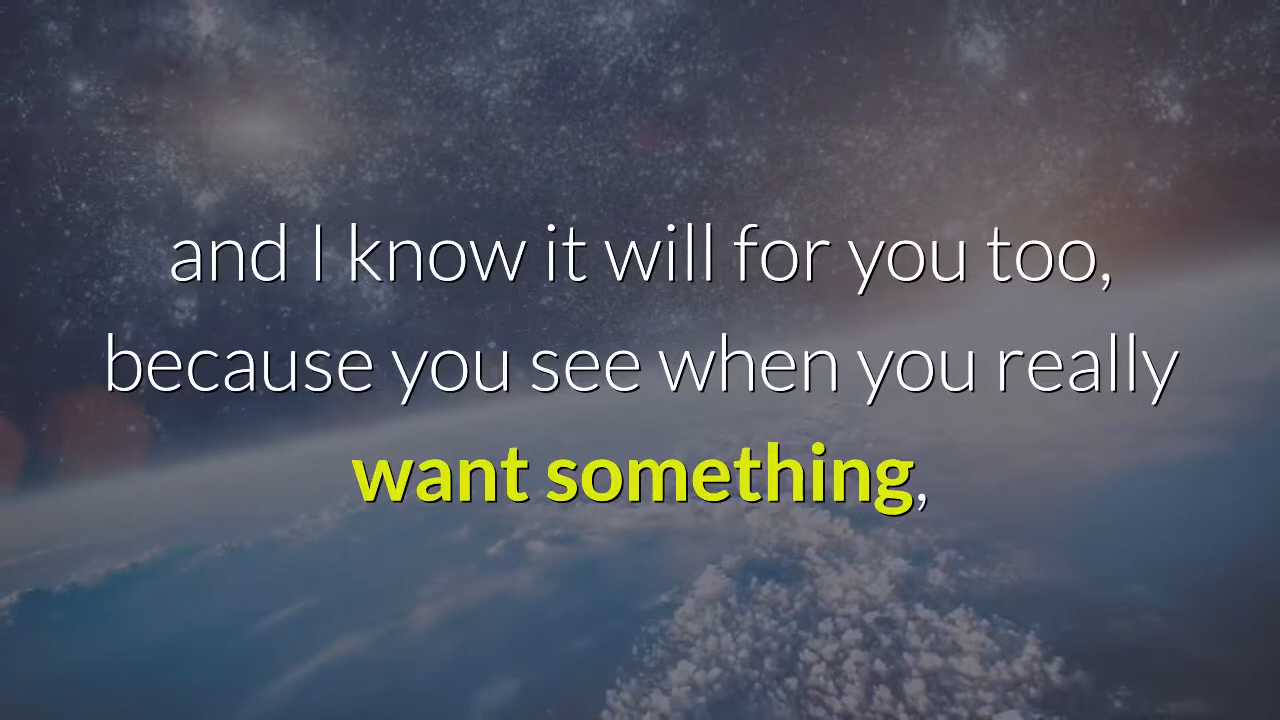 and I know it will for you too,
because you see when you really
want something,